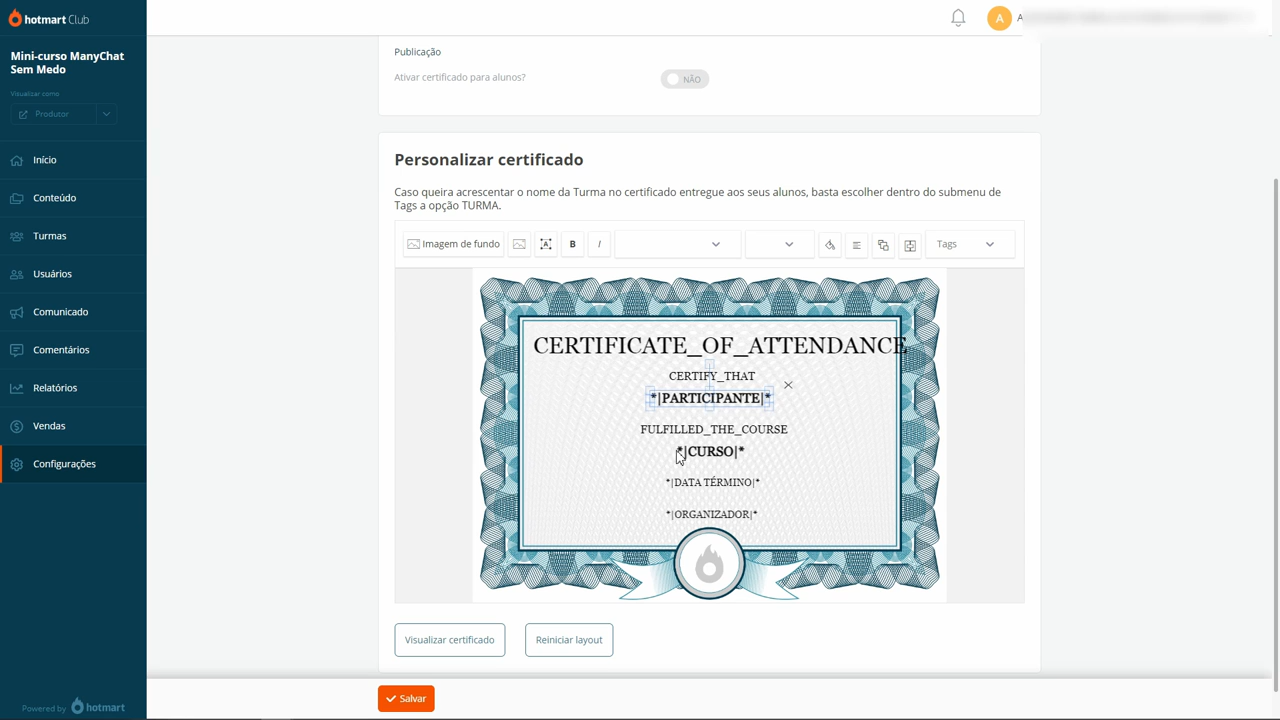 hotmart Club
A
Mini-curso ManyChat
Sem Medo
Visualizar como
Produtor
Início
Conteúdo
Turmas
Usuários
Comunicado
Comentários
Relatórios
Vendas
Configurações
Powered by hotmart
Publicação
Ativar certificado para alunos?
NÃO
Personalizar certificado
Caso queira acrescentar o nome da Turma no certificado entregue aos seus alunos, basta escolher dentro do submenu de
Tags a opção TURMA.
Imagem de fundo A B I Tags
CERTIFICATE_OF_ATTENDANCE
CERTIFY_THAT
*|PARTICIPANTE|*
FULFILLED_THE_COURSE
*|CURSO|*
*|DATA TÉRMINO|*
*|ORGANIZADOR|*
Visualizar certificado
Reiniciar layout
Salvar